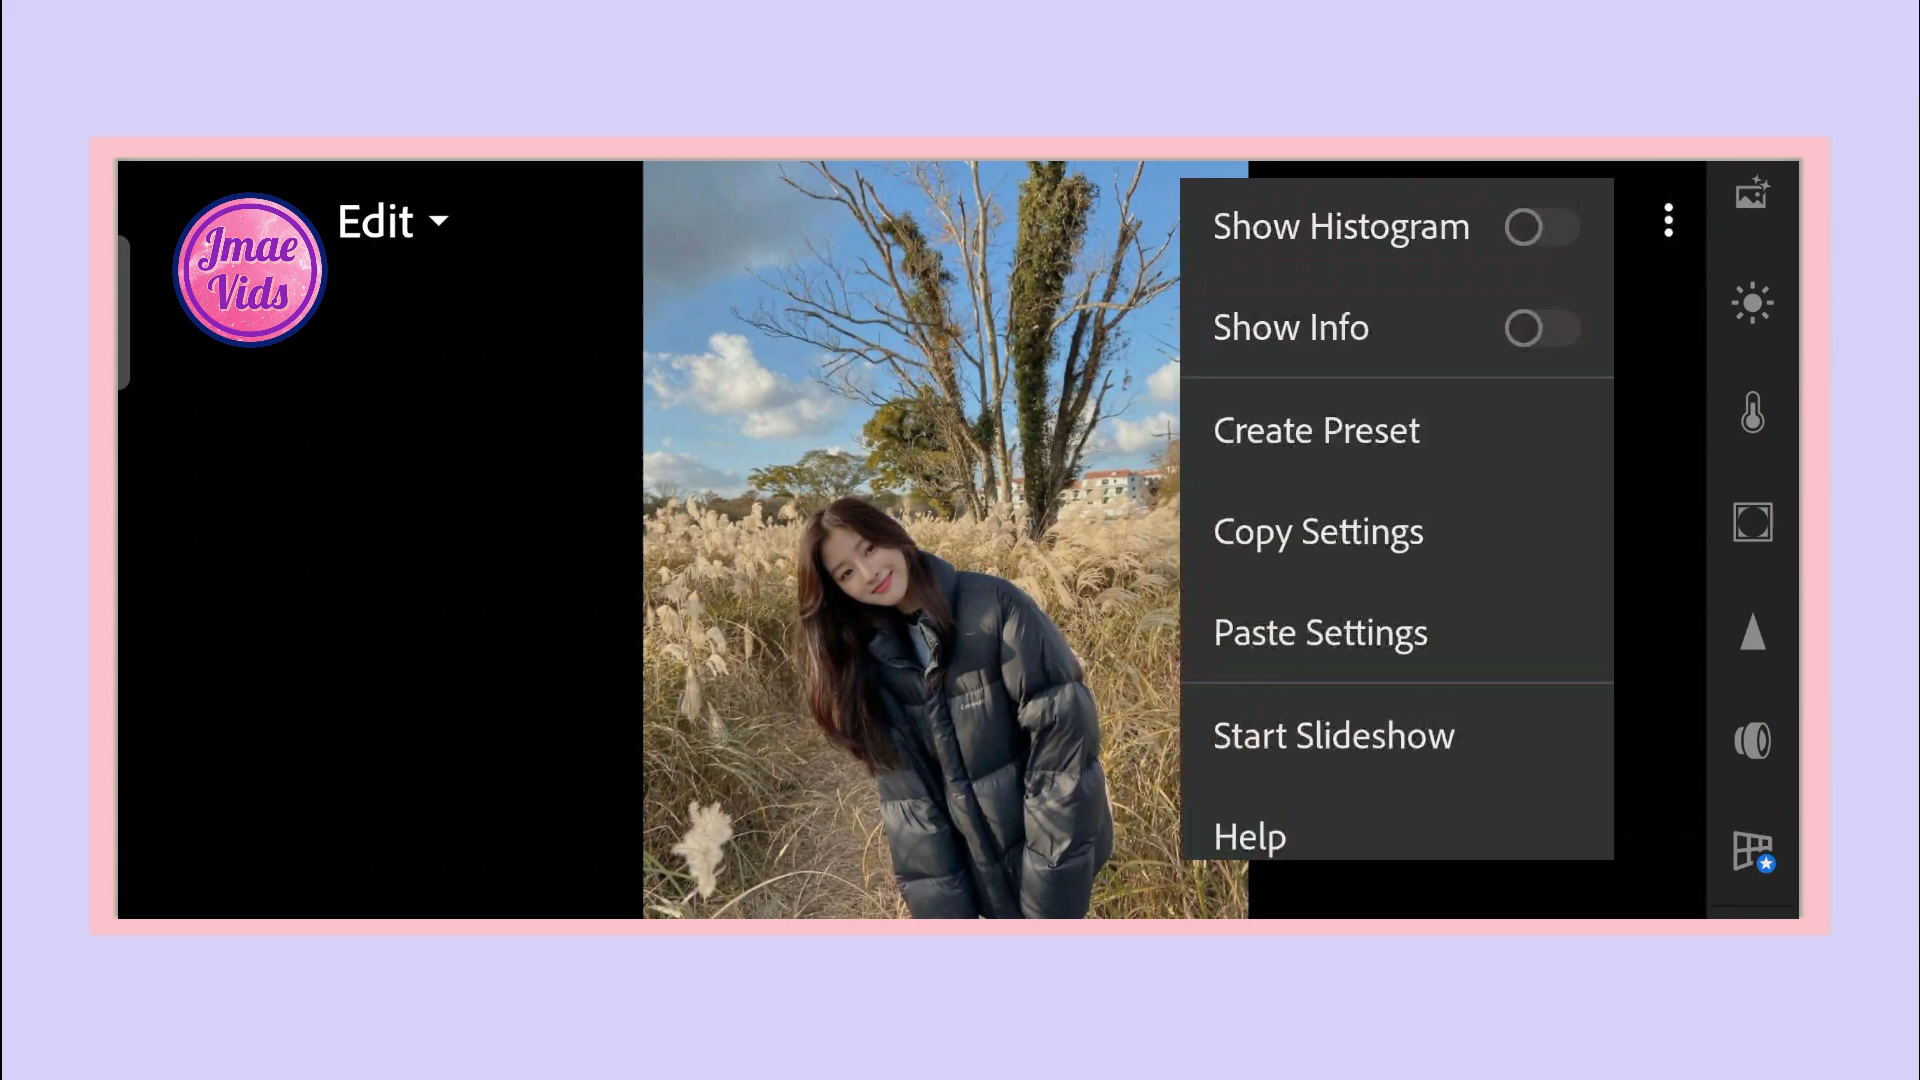 Jmae
Vids
Edit
Show Histogram
Show Info
Create Preset
Copy Settings
Paste Settings
Start Slideshow
Help